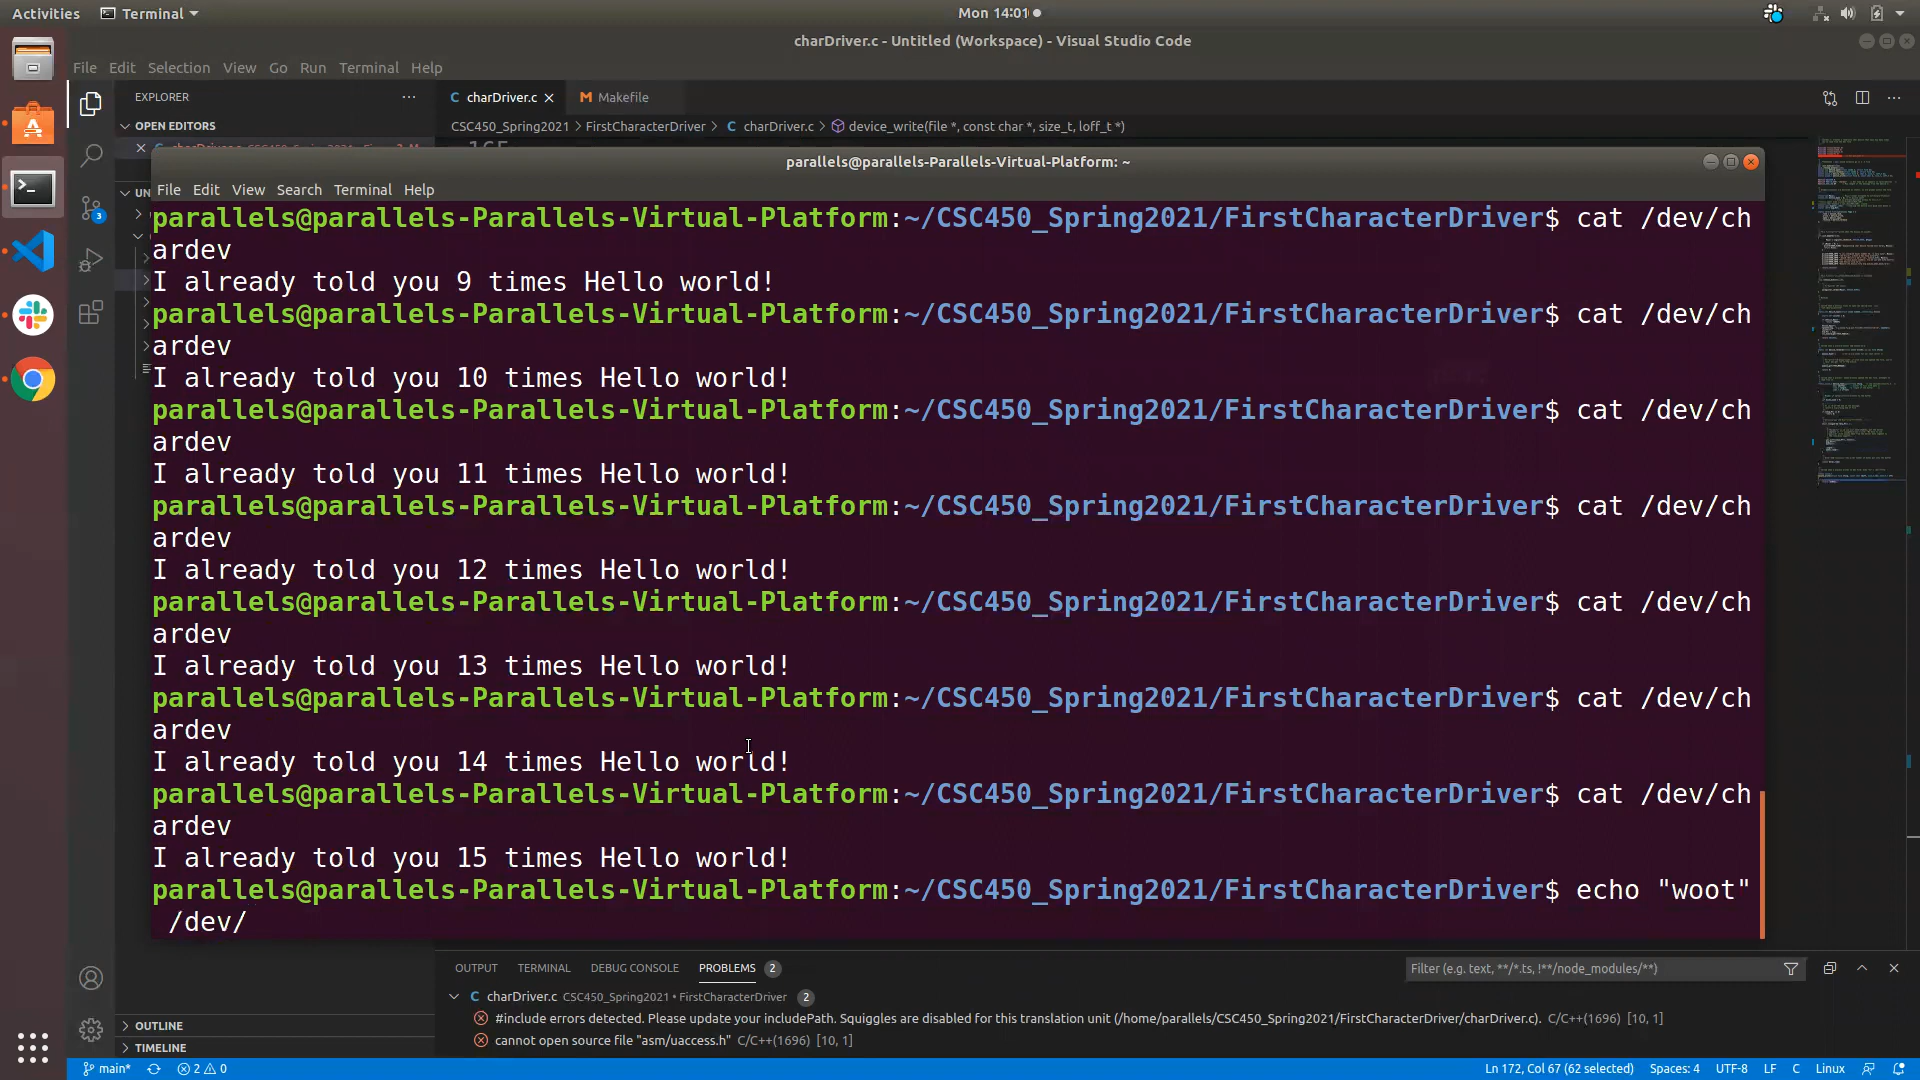 Activities Terminal Mon 14:01
charDriver.c - Untitled (Workspace) - Visual Studio Code
File Edit Selection View Go Run Terminal Help
EXPLORER
charDriver.c Makefile
OPEN EDITORS
CSC450_Spring2021 > FirstCharacterDriver > charDriver.c > device_write(file *, const char *, size_t, loff_t *)
UN
3
parallels@parallels-Parallels-Virtual-Platform: ~
File Edit View Search Terminal Help
parallels@parallels-Parallels-Virtual-Platform:~/CSC450_Spring2021/FirstCharacterDriver$ cat /dev/ch
ardev
I already told you 9 times Hello world!
parallels@parallels-Parallels-Virtual-Platform:~/CSC450_Spring2021/FirstCharacterDriver$ cat /dev/ch
ardev
I already told you 10 times Hello world!
parallels@parallels-Parallels-Virtual-Platform:~/CSC450_Spring2021/FirstCharacterDriver$ cat /dev/ch
ardev
I already told you 11 times Hello world!
parallels@parallels-Parallels-Virtual-Platform:~/CSC450_Spring2021/FirstCharacterDriver$ cat /dev/ch
ardev
I already told you 12 times Hello world!
parallels@parallels-Parallels-Virtual-Platform:~/CSC450_Spring2021/FirstCharacterDriver$ cat /dev/ch
ardev
I already told you 13 times Hello world!
parallels@parallels-Parallels-Virtual-Platform:~/CSC450_Spring2021/FirstCharacterDriver$ cat /dev/ch
ardev
I already told you 14 times Hello world!
parallels@parallels-Parallels-Virtual-Platform:~/CSC450_Spring2021/FirstCharacterDriver$ cat /dev/ch
ardev
I already told you 15 times Hello world!
parallels@parallels-Parallels-Virtual-Platform:~/CSC450_Spring2021/FirstCharacterDriver$ echo "woot"
/dev/
OUTPUT TERMINAL DEBUG CONSOLE PROBLEMS 2
Filter (e.g. text, **/*.ts, !**/node_modules/**)
charDriver.c CSC450_Spring2021 • FirstCharacterDriver 2
#include errors detected. Please update your includePath. Squiggles are disabled for this translation unit (/home/parallels/CSC450_Spring2021/FirstCharacterDriver/charDriver.c). C/C++(1696) [10, 1]
cannot open source file "asm/uaccess.h" C/C++(1696) [10, 1]
OUTLINE
TIMELINE
main* 2 0 Ln 172, Col 67 (62 selected) Spaces: 4 UTF-8 LF C Linux